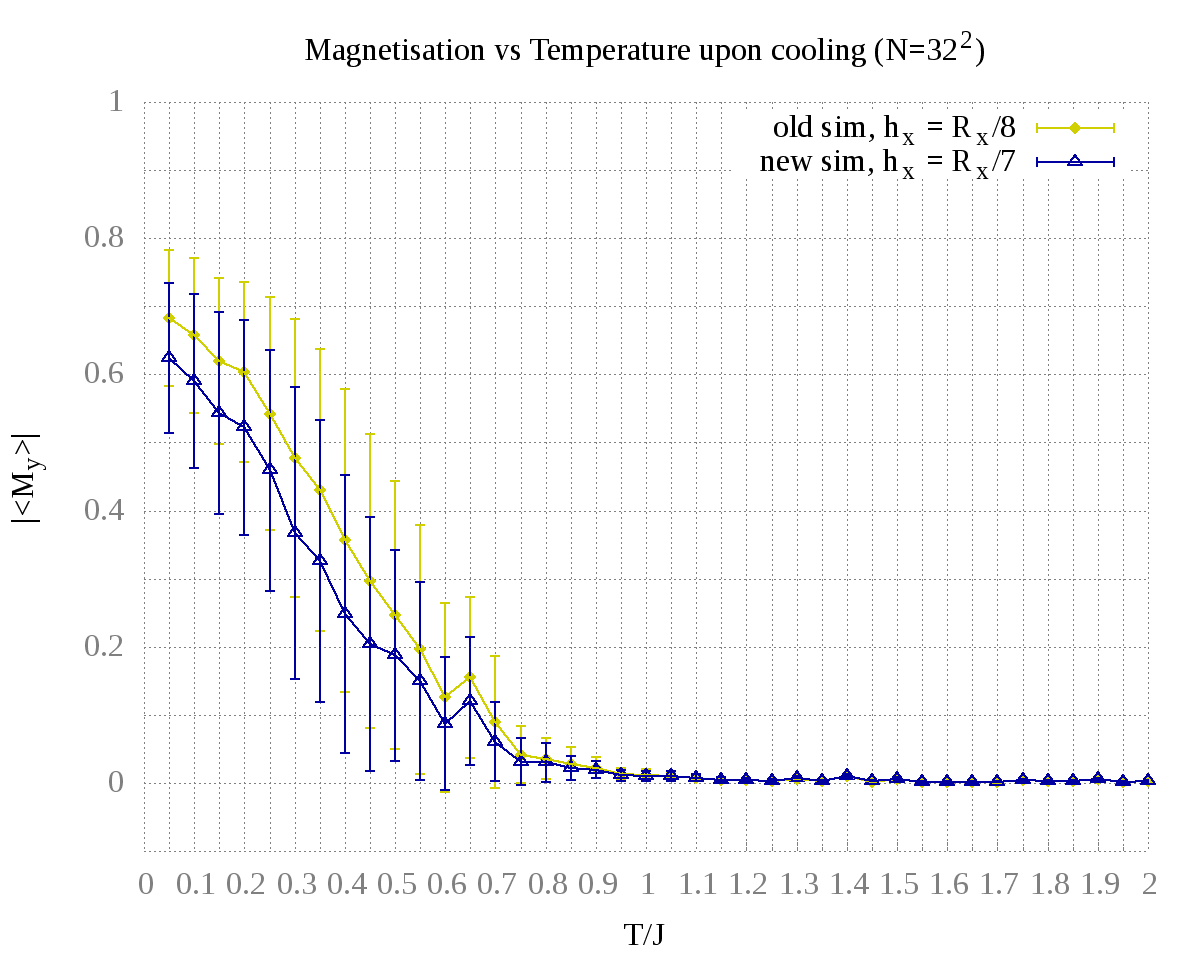 Magnetisation vs Temperature upon cooling (N=32²)
old sim, hₓ = Rₓ/8
new sim, hₓ = Rₓ/7
1
0.8
0.6
0.4
0.2
0
|<M_y>|
0 0.1 0.2 0.3 0.4 0.5 0.6 0.7 0.8 0.9 1 1.1 1.2 1.3 1.4 1.5 1.6 1.7 1.8 1.9 2
T/J